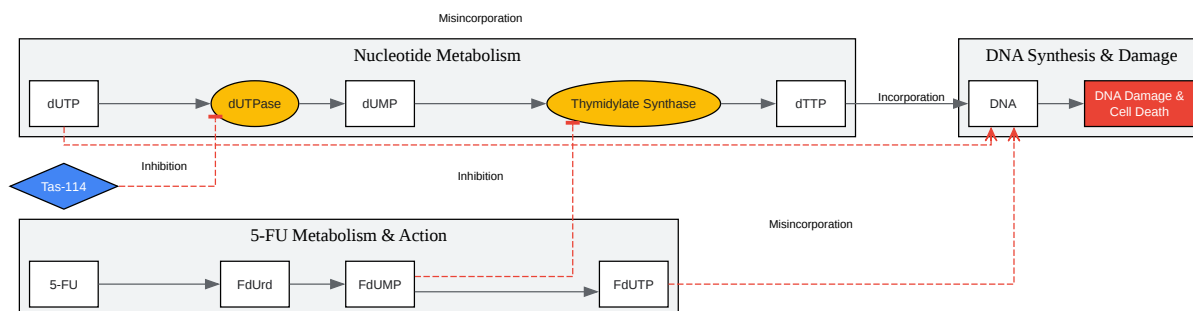 Misincorporation
Nucleotide Metabolism
DNA Synthesis & Damage
dUTP
dUTPase
dUMP
Thymidylate Synthase
dTTP
Incorporation
DNA
DNA Damage &
Cell Death
Inhibition
Tas-114
Inhibition
Misincorporation
5-FU Metabolism & Action
5-FU
FdUrd
FdUMP
FdUTP